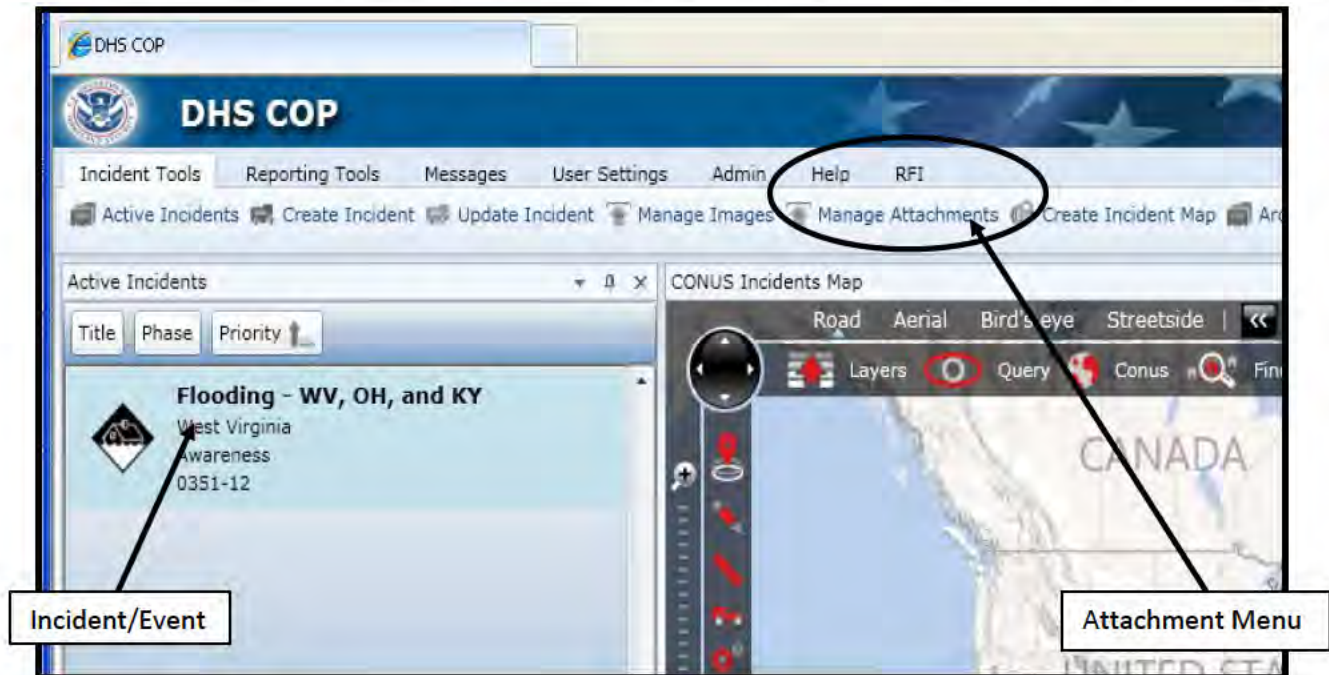 DHS COP
DHS COP
Incident Tools Reporting Tools Messages User Settings Admin Help RFI
Active Incidents Create Incident Update Incident Manage Images Manage Attachments Create Incident Map
Active Incidents
CONUS Incidents Map
Title Phase Priority
Road Aerial Bird's eye Streetside
Layers Query Conus
Flooding - WV, OH, and KY
West Virginia
Awareness
0351-12
CANADA
Incident/Event
Attachment Menu
UNITED